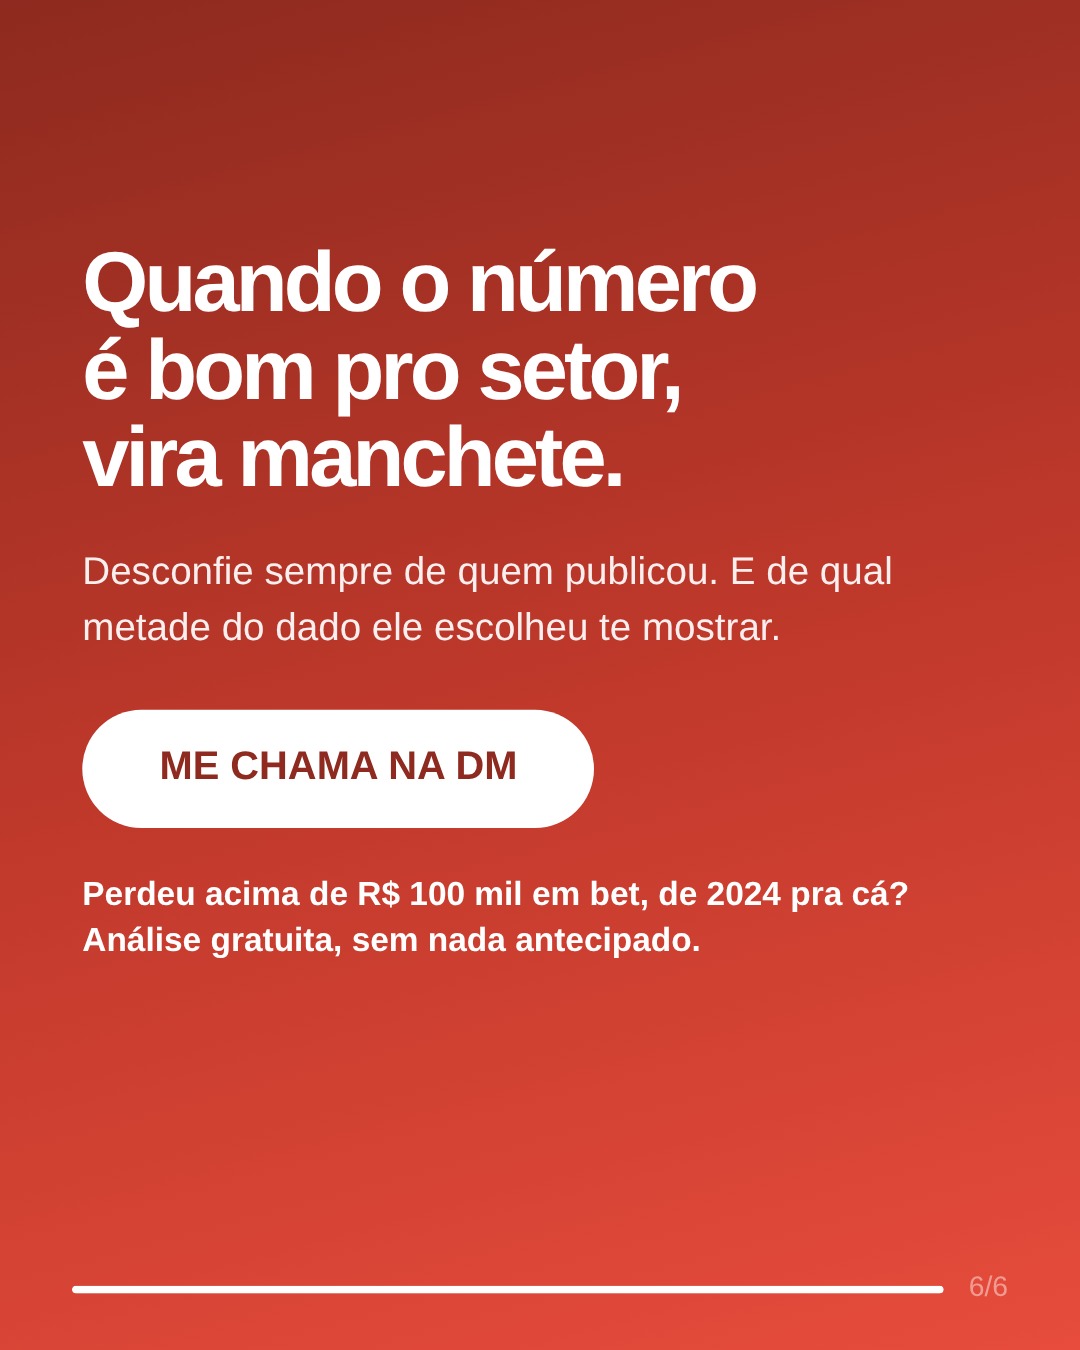 Quando o número
é bom pro setor,
vira manchete.
Desconfie sempre de quem publicou. E de qual
metade do dado ele escolheu te mostrar.
ME CHAMA NA DM
Perdeu acima de R$ 100 mil em bet, de 2024 pra cá?
Análise gratuita, sem nada antecipado.
6/6